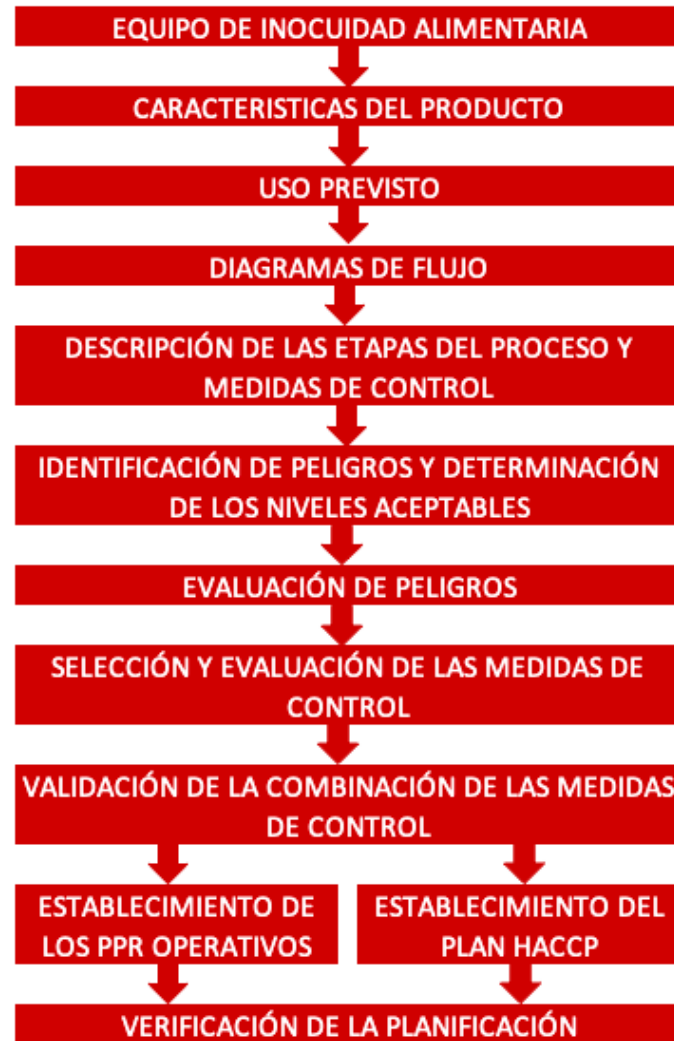 EQUIPO DE INOCUIDAD ALIMENTARIA
CARACTERISTICAS DEL PRODUCTO
USO PREVISTO
DIAGRAMAS DE FLUJO
DESCRIPCIÓN DE LAS ETAPAS DEL PROCESO Y
MEDIDAS DE CONTROL
IDENTIFICACIÓN DE PELIGROS Y DETERMINACIÓN
DE LOS NIVELES ACEPTABLES
EVALUACIÓN DE PELIGROS
SELECCIÓN Y EVALUACIÓN DE LAS MEDIDAS DE
CONTROL
VALIDACIÓN DE LA COMBINACIÓN DE LAS MEDIDAS
DE CONTROL
ESTABLECIMIENTO DE
LOS PPR OPERATIVOS
ESTABLECIMIENTO DEL
PLAN HACCP
VERIFICACIÓN DE LA PLANIFICACIÓN